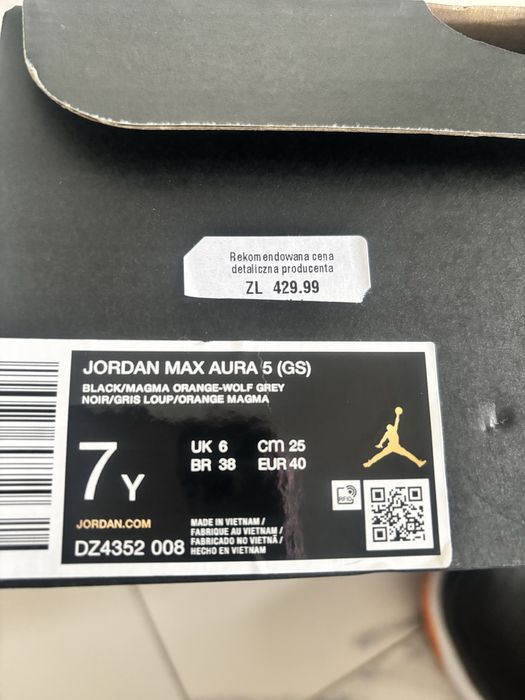 Rekomendowana cena
detaliczna producenta
ZL 429.99
JORDAN MAX AURA 5 (GS)
BLACK/MAGMA ORANGE-WOLF GREY
NOIR/GRIS LOUP/ORANGE MAGMA
7 Y
UK 6 cm 25
BR 38 EUR 40
RFID
JORDAN.COM
DZ4352 008
MADE IN VIETNAM /
FABRIQUE AU VIETNAM /
FABRICADO NO VIETNÃ /
HECHO EN VIETNAM